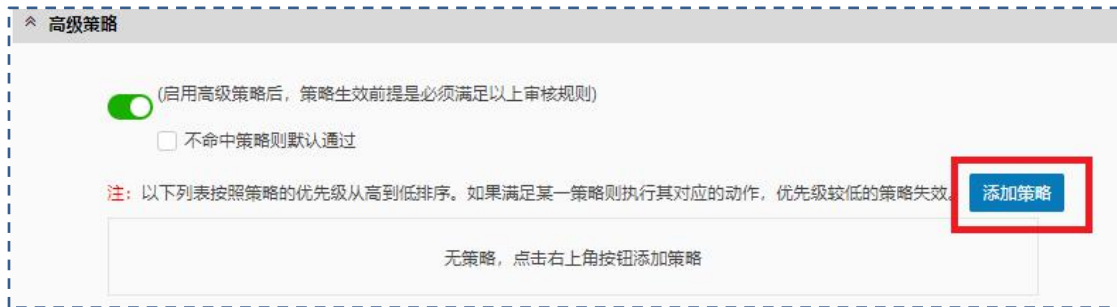 高级策略
(启用高级策略后，策略生效前提是必须满足以上审核规则)
不命中策略则默认通过
注：以下列表按照策略的优先级从高到低排序。如果满足某一策略则执行其对应的动作，优先级较低的策略失效。 添加策略
无策略，点击右上角按钮添加策略